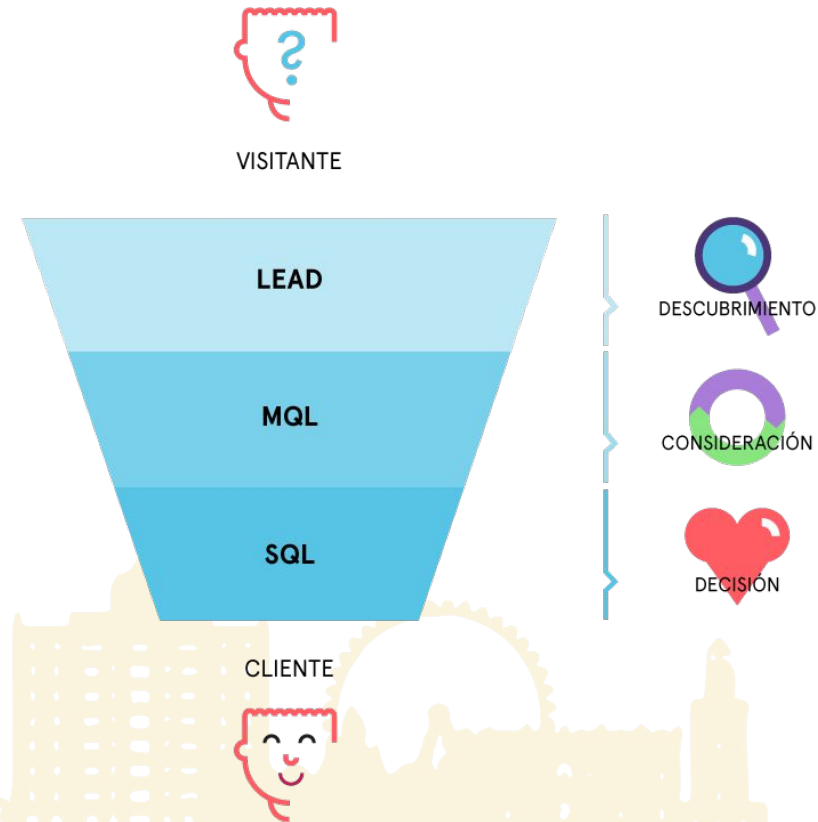 VISITANTE
LEAD
DESCUBRIMIENTO
MQL
CONSIDERACIÓN
SQL
DECISIÓN
CLIENTE